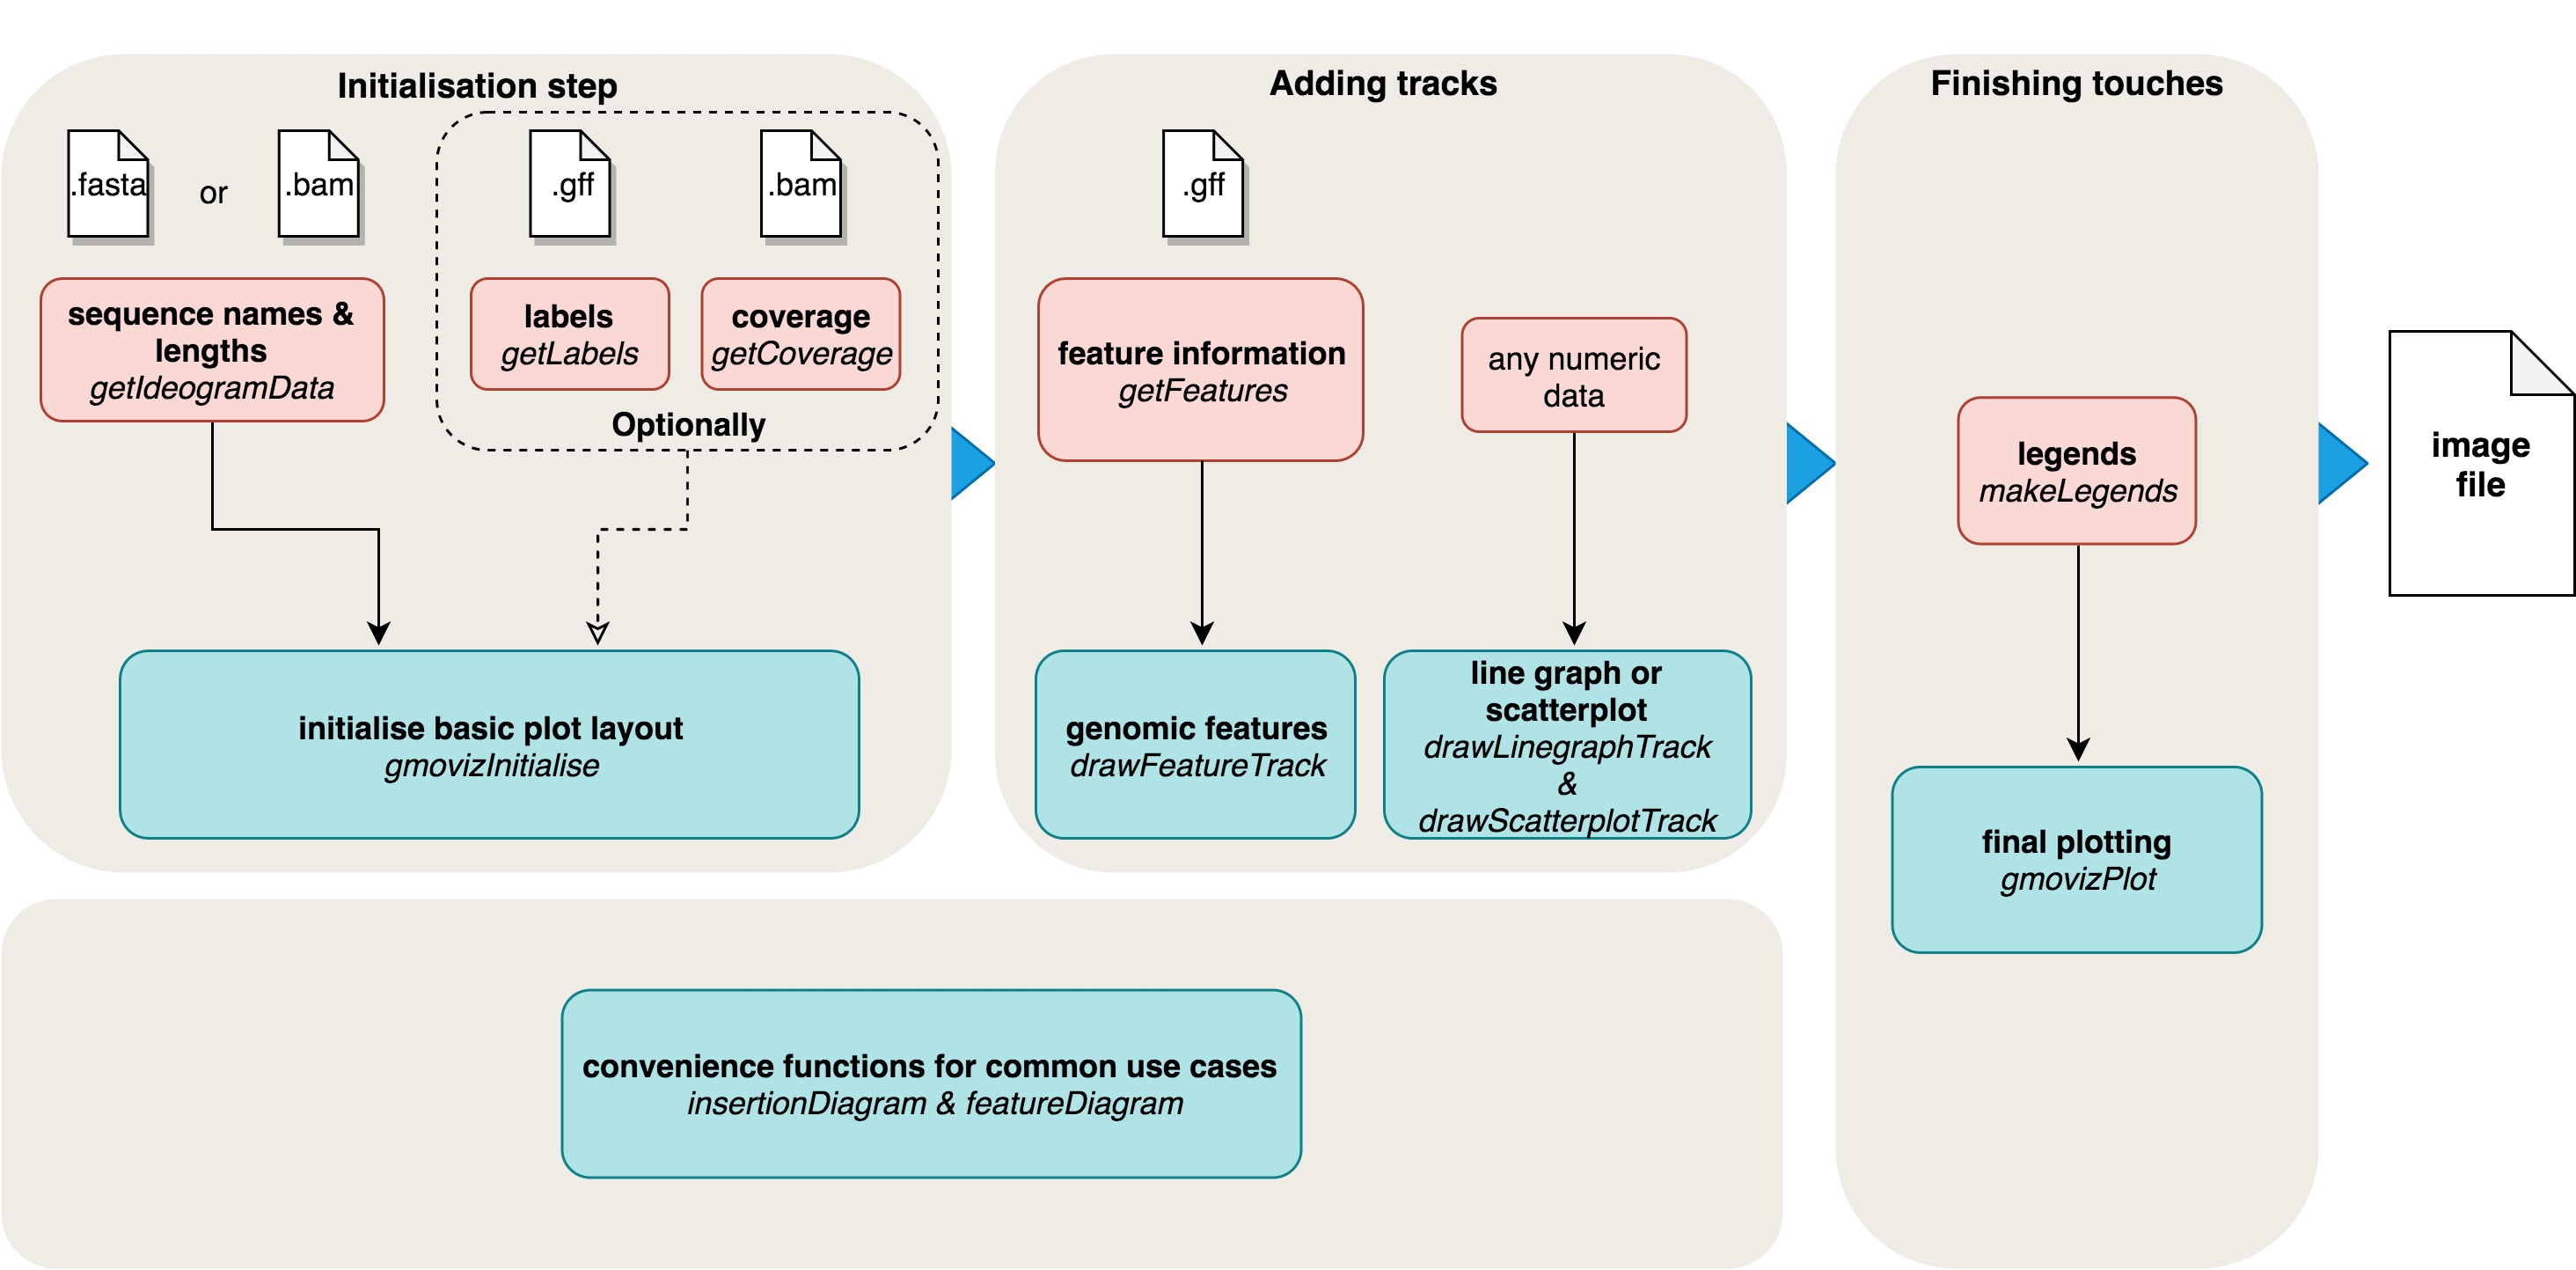 Initialisation step
.fasta
or
.bam
.gff
.bam
sequence names &
lengths
getIdeogramData
labels
getLabels
coverage
getCoverage
Optionally
initialise basic plot layout
gmovizInitialise
Adding tracks
.gff
feature information
getFeatures
any numeric
data
genomic features
drawFeatureTrack
line graph or
scatterplot
drawLinegraphTrack
&
drawScatterplotTrack
Finishing touches
legends
makeLegends
final plotting
gmovizPlot
image
file
convenience functions for common use cases
insertionDiagram & featureDiagram